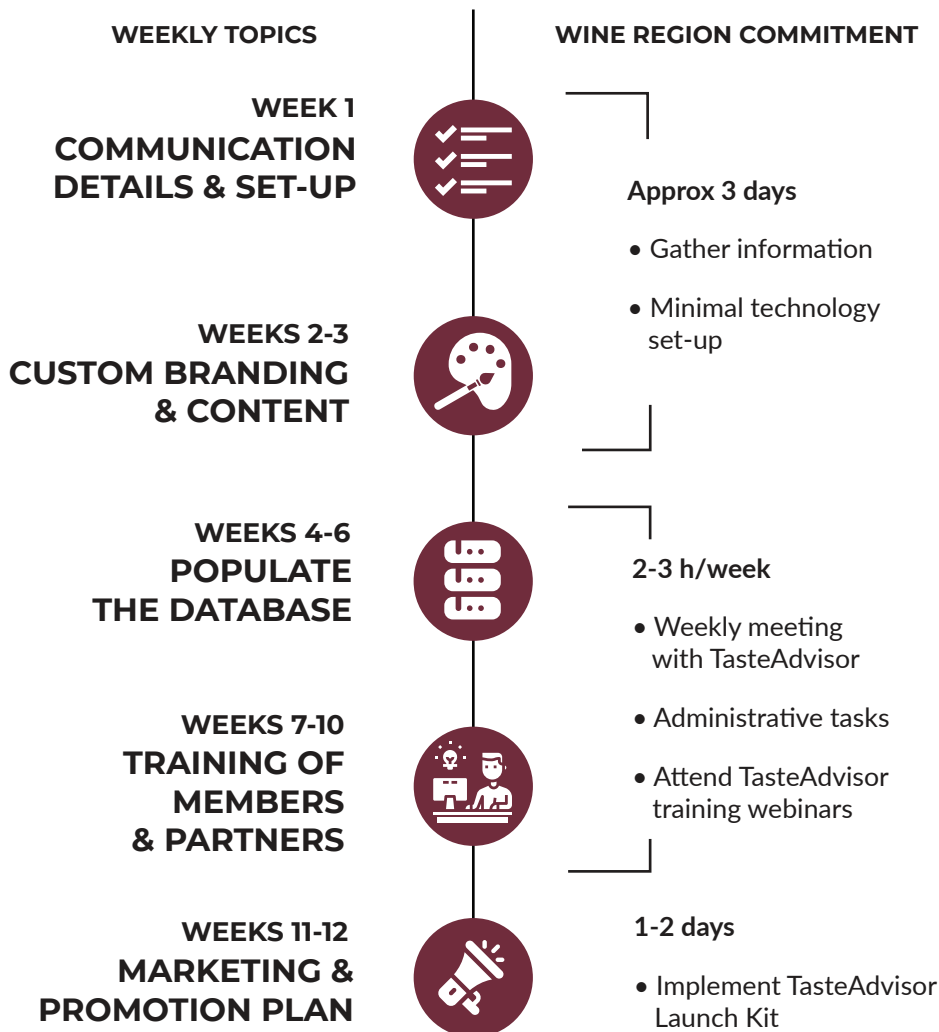 WEEKLY TOPICS
WINE REGION COMMITMENT
WEEK 1
COMMUNICATION
DETAILS & SET-UP
Approx 3 days
• Gather information
• Minimal technology
set-up
WEEKS 2-3
CUSTOM BRANDING
& CONTENT
WEEKS 4-6
POPULATE
THE DATABASE
2-3 h/week
• Weekly meeting
with TasteAdvisor
• Administrative tasks
• Attend TasteAdvisor
training webinars
WEEKS 7-10
TRAINING OF
MEMBERS
& PARTNERS
WEEKS 11-12
MARKETING &
PROMOTION PLAN
1-2 days
• Implement TasteAdvisor
Launch Kit